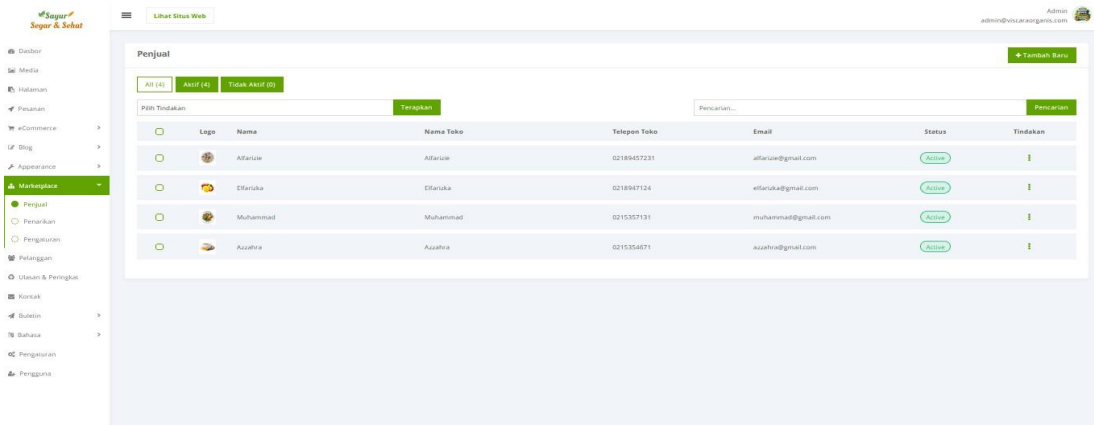 Sayur
Segar & Sehat
Lihat Situs Web
Admin
admin@viscaraorganis.com
Dasbor
Media
Halaman
Pesanan
eCommerce
Blog
Appearance
Marketplace
Penjual
Penarikan
Pengaturan
Pelanggan
Ulasan & Peringkat
Kontak
Buletin
Bahasa
Pengaturan
Pengguna
Penjual
Tambah Baru
All (4) Aktif (4) Tidak Aktif (0)
Pilih Tindakan Terapkan Pencarian... Pencarian
Logo Nama Nama Toko Telepon Toko Email Status Tindakan
Alfarizie Alfarizie 02189457231 alfarizie@gmail.com Active
Elfarizka Elfarizka 0218947124 elfarizka@gmail.com Active
Muhammad Muhammad 0215357131 muhammad@gmail.com Active
Azzahra Azzahra 0215354671 azzahra@gmail.com Active